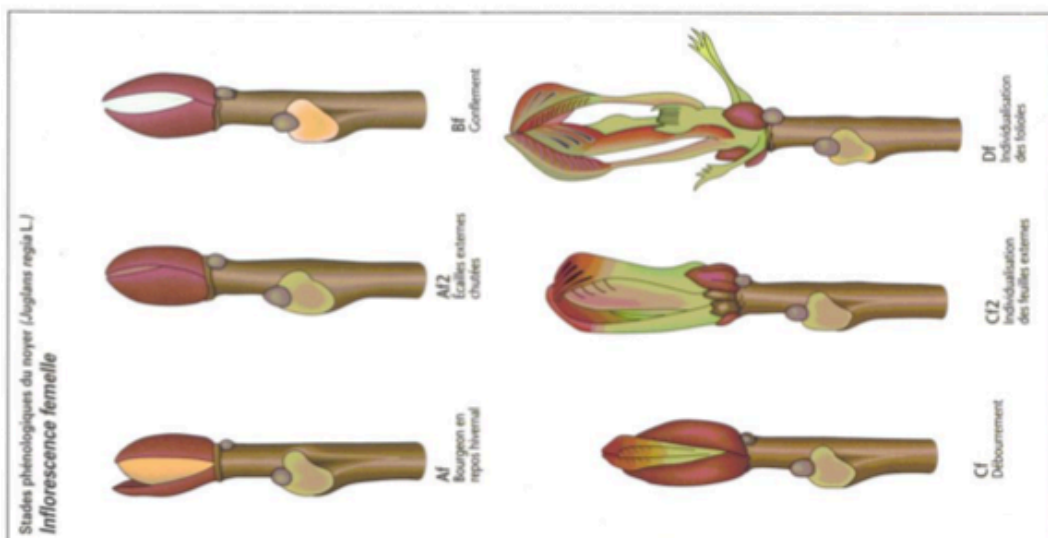 Stades phénologiques du noyer (Juglans regia L.)
Inflorescence femelle
Af
Bourgeon en
repos hivernal
Af2
Écailles externes
chutées
Bf
Gonflement
Cf
Débourrement
Cf2
Individualisation
des feuilles externes
Df
Individualisation
des folioles